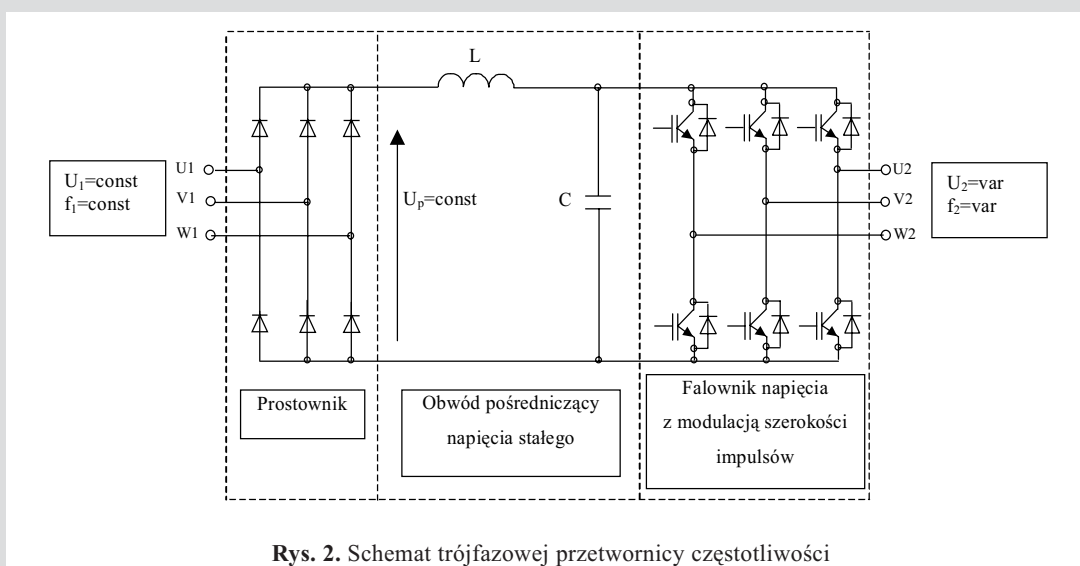 L
U1
V1
W1
U₁=const
f₁=const
Uₚ=const
C
U2
V2
W2
U₂=var
f₂=var
Prostownik
Obwód pośredniczący
napięcia stałego
Falownik napięcia
z modulacją szerokości
impulsów
Rys. 2. Schemat trójfazowej przetwornicy częstotliwości